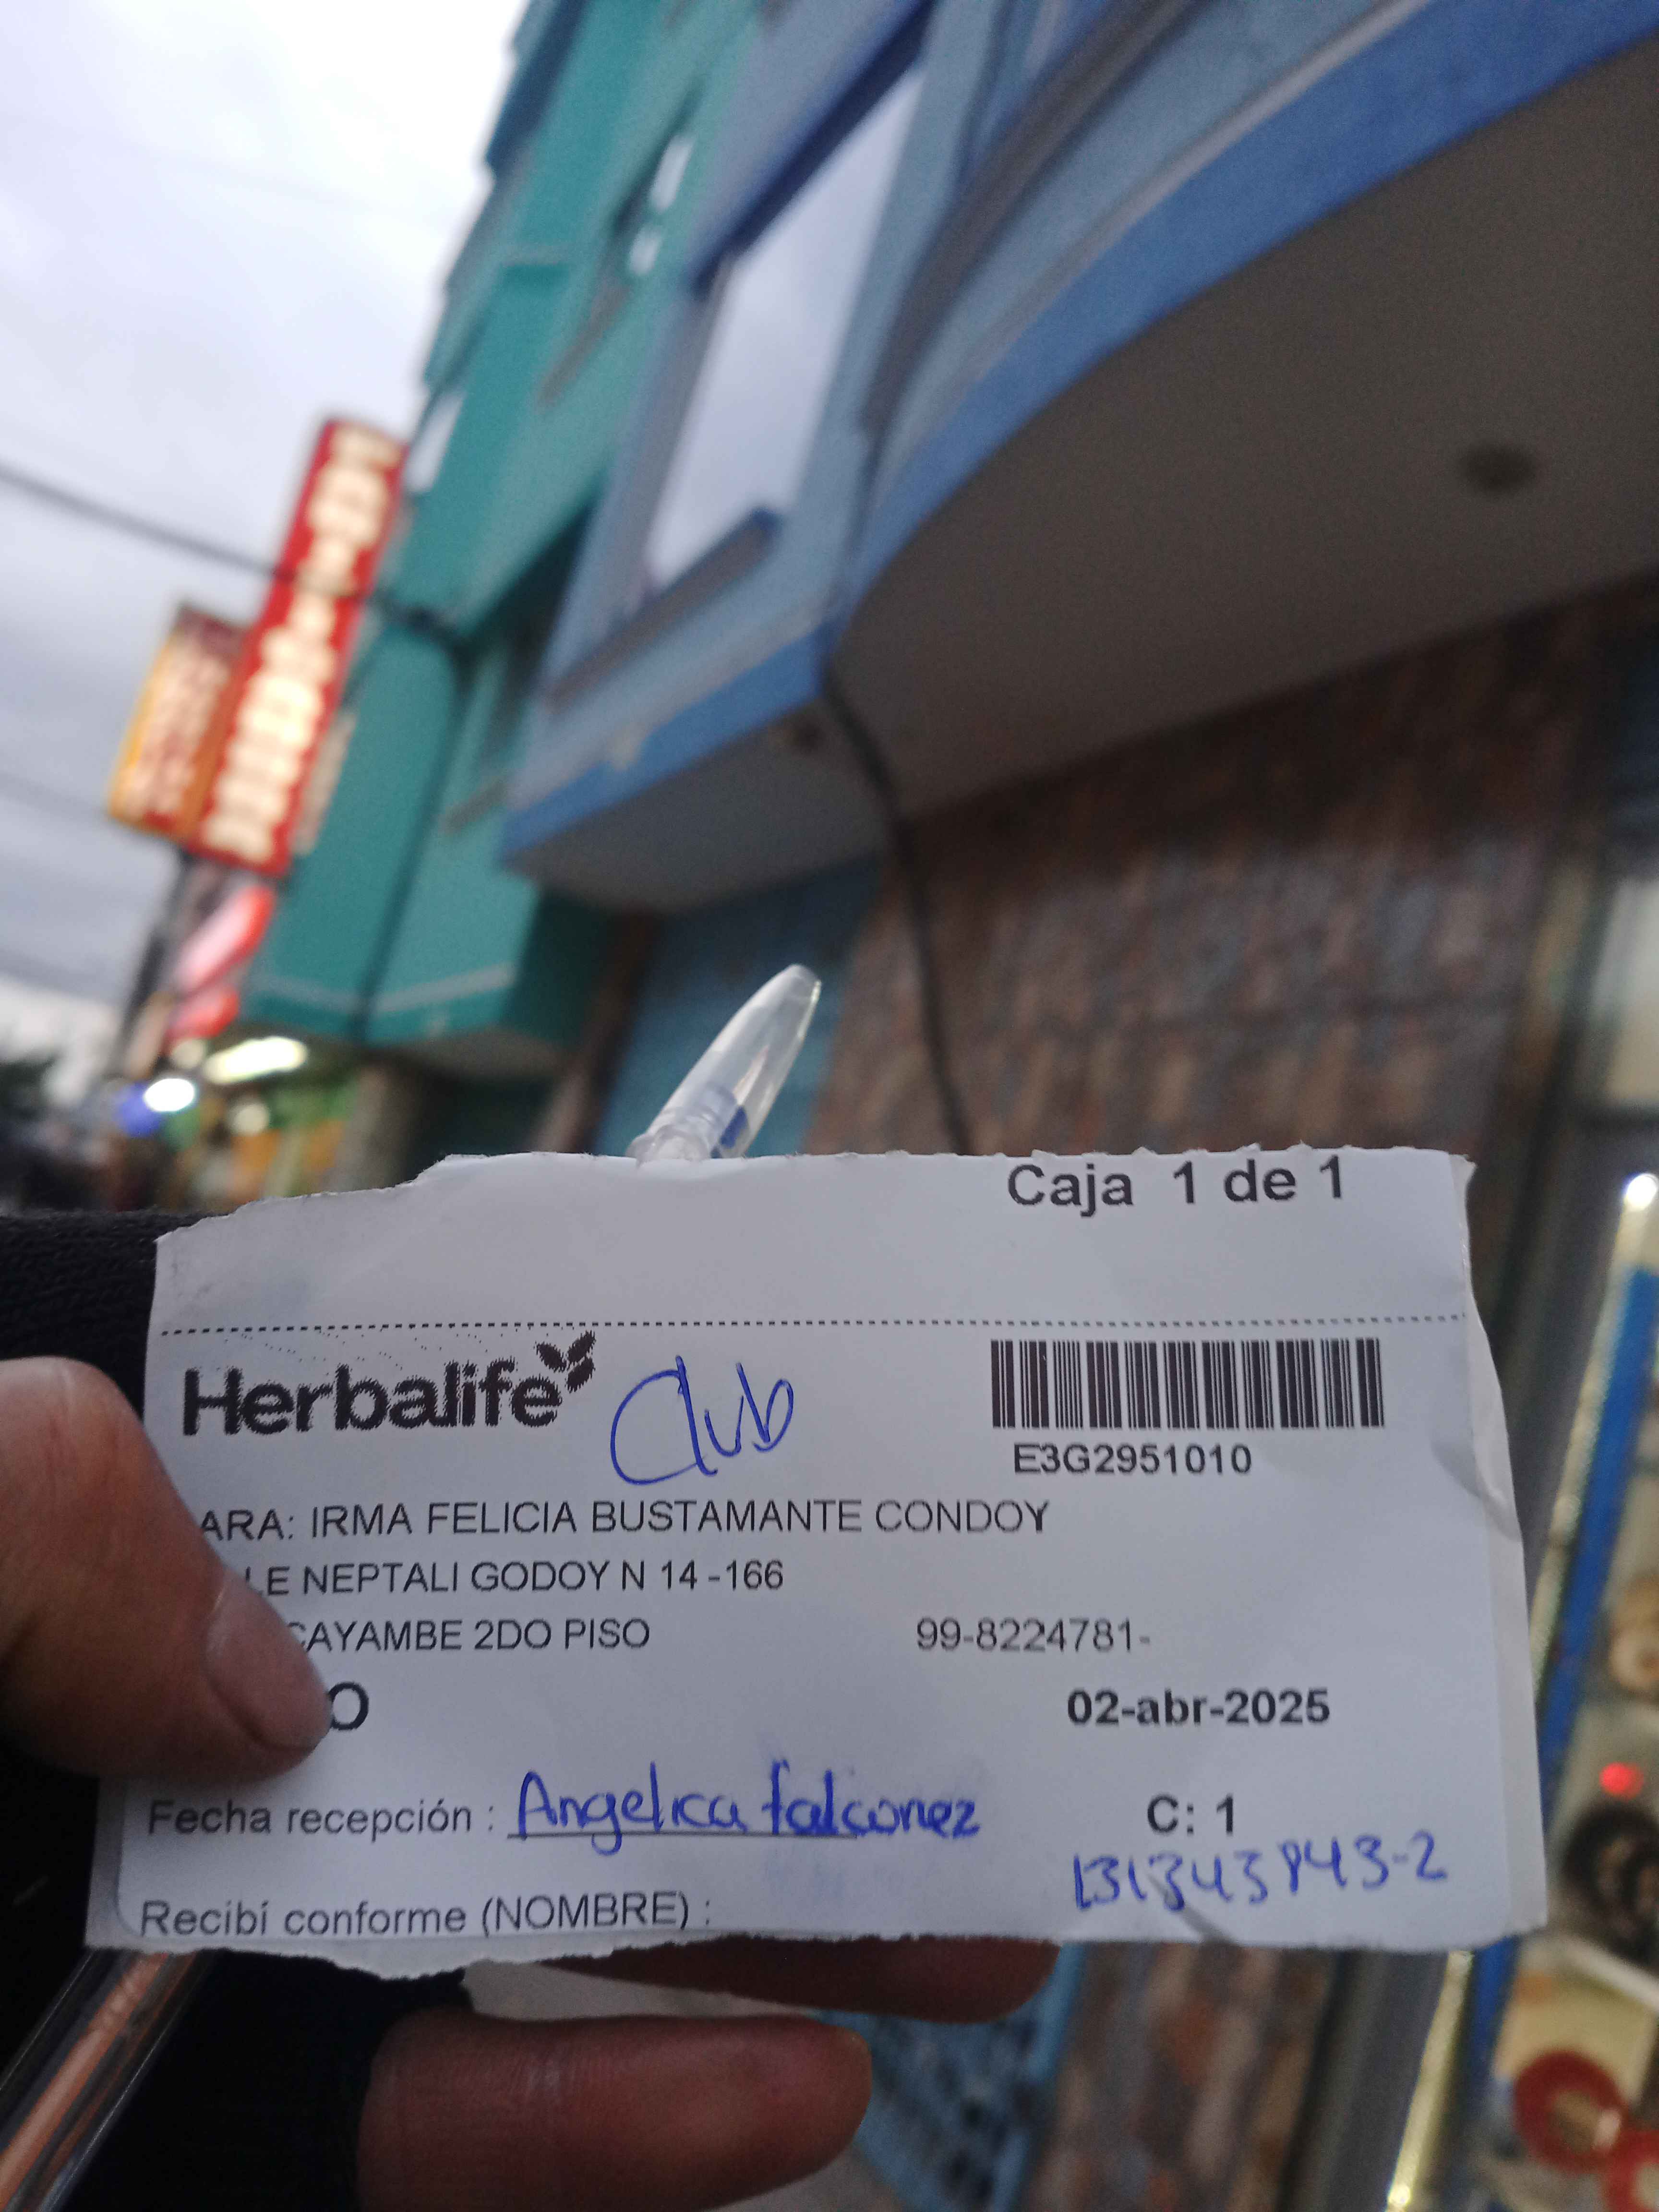 Caja 1 de 1
Herbalife Club
E3G2951010
ARA: IRMA FELICIA BUSTAMANTE CONDOY
LE NEPTALI GODOY N 14 -166
CAYAMBE 2DO PISO 99-8224781-
O 02-abr-2025
Fecha recepción : Angelica falconez C: 1
131343843-2
Recibí conforme (NOMBRE) :